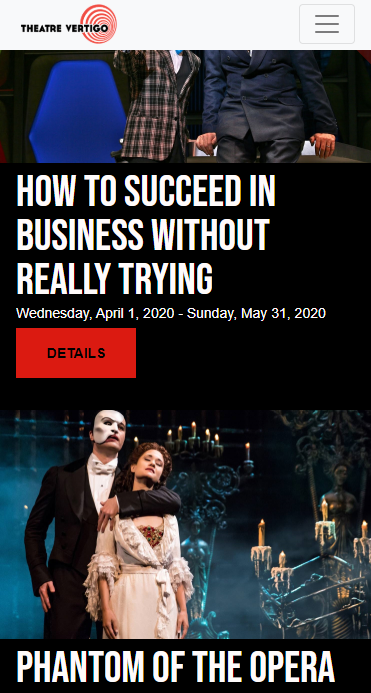 THEATRE VERTIGO
HOW TO SUCCEED IN
BUSINESS WITHOUT
REALLY TRYING
Wednesday, April 1, 2020 - Sunday, May 31, 2020
DETAILS
PHANTOM OF THE OPERA